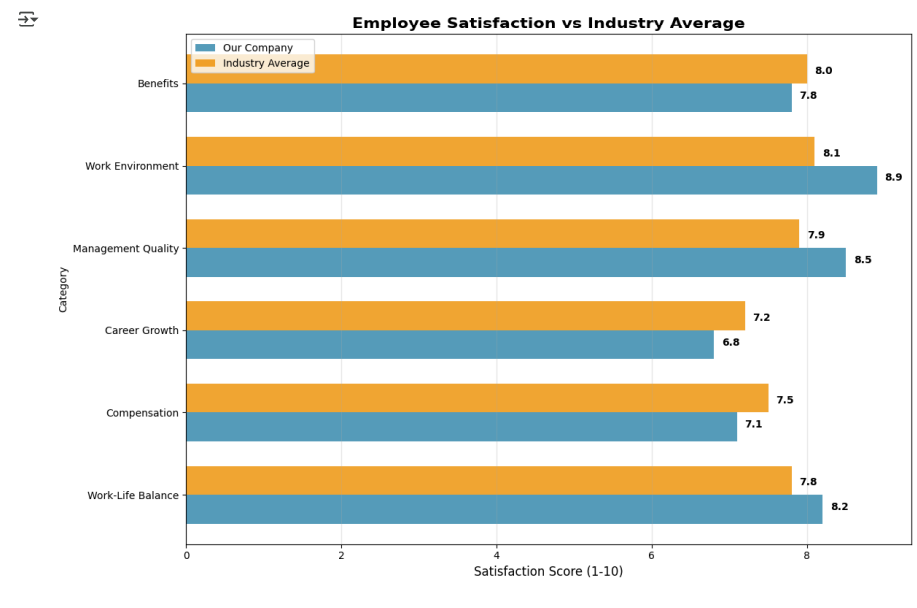 Employee Satisfaction vs Industry Average
Our Company
Industry Average
Benefits
8.0
7.8
Work Environment
8.1
8.9
Management Quality
7.9
8.5
Category
Career Growth
7.2
6.8
Compensation
7.5
7.1
Work-Life Balance
7.8
8.2
0 2 4 6 8
Satisfaction Score (1-10)